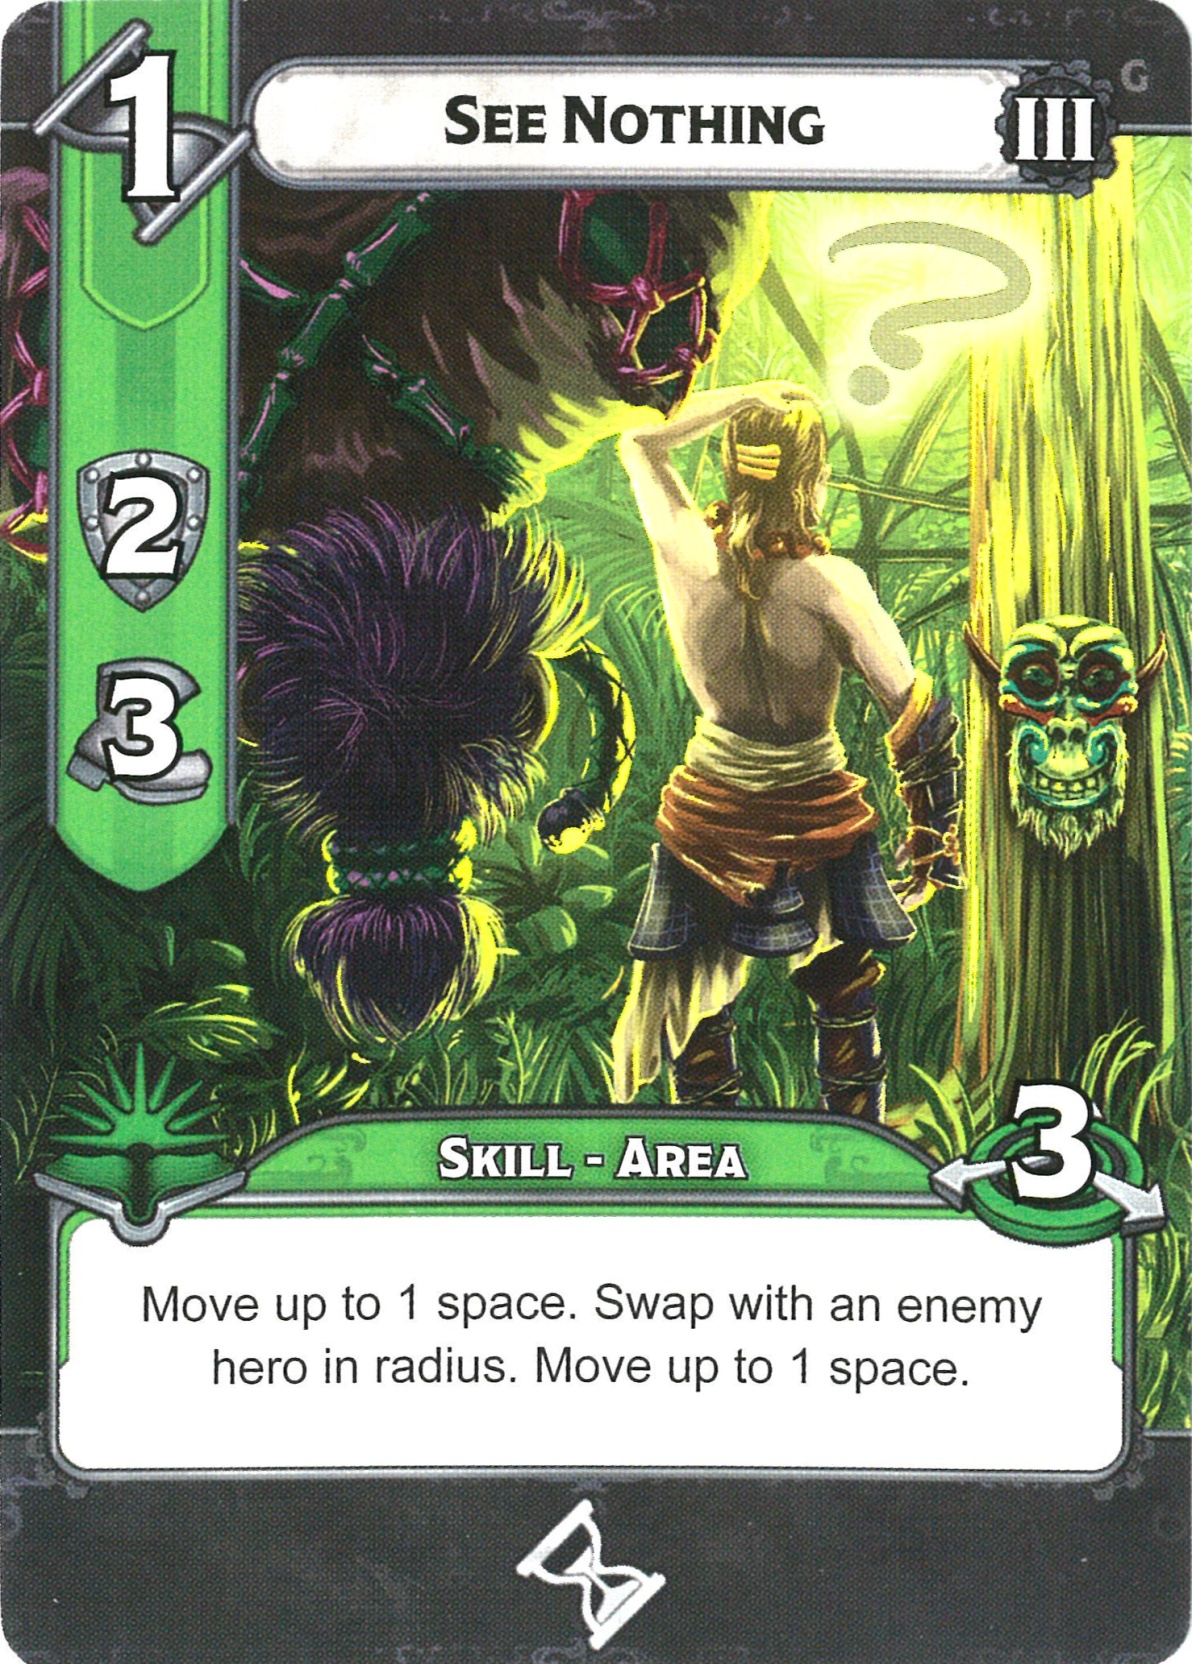 1
SEE NOTHING
III
G
?
2
3
SKILL - AREA
3
Move up to 1 space. Swap with an enemy
hero in radius. Move up to 1 space.